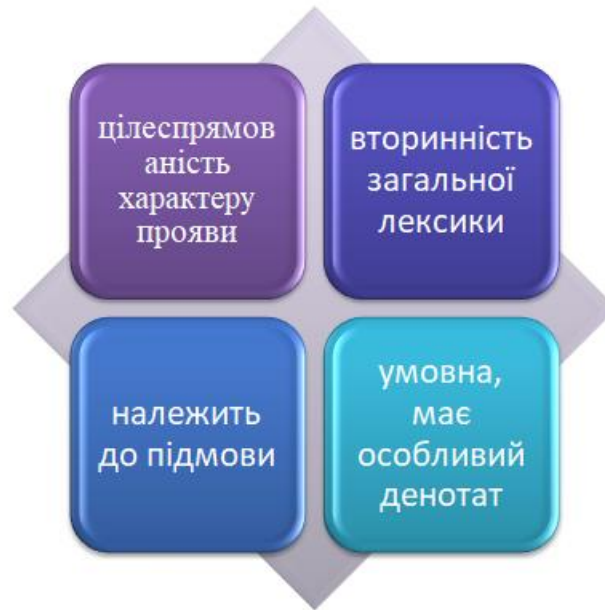 цілеспрямов
аність
характеру
прояви
вторинність
загальної
лексики
належить
до підмови
умовна,
має
особливий
денотат